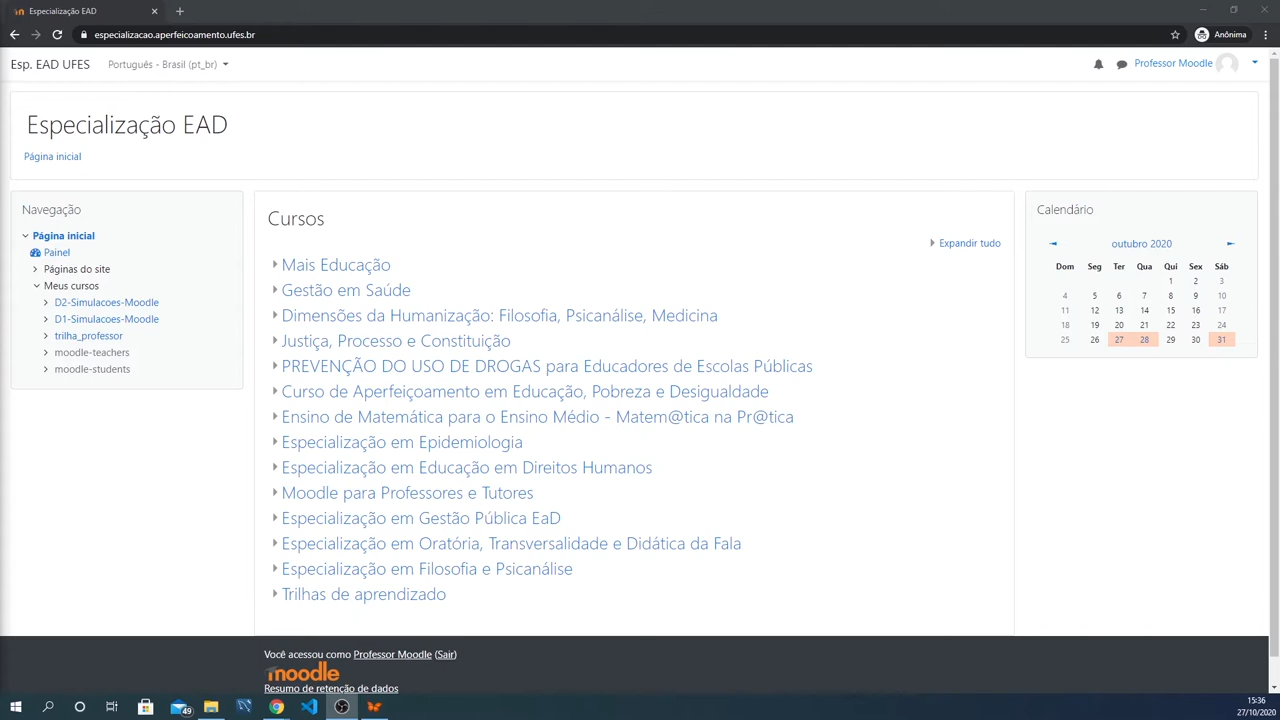 Especialização EAD
especializacao.aperfeicoamento.ufes.br
Anônima
Esp. EAD UFES
Português - Brasil (pt_br)
Professor Moodle
Especialização EAD
Página inicial
Navegação
Página inicial
Painel
Páginas do site
Meus cursos
D2-Simulacoes-Moodle
D1-Simulacoes-Moodle
trilha_professor
moodle-teachers
moodle-students
Cursos
Expandir tudo
Mais Educação
Gestão em Saúde
Dimensões da Humanização: Filosofia, Psicanálise, Medicina
Justiça, Processo e Constituição
PREVENÇÃO DO USO DE DROGAS para Educadores de Escolas Públicas
Curso de Aperfeiçoamento em Educação, Pobreza e Desigualdade
Ensino de Matemática para o Ensino Médio - Matem@tica na Pr@tica
Especialização em Epidemiologia
Especialização em Educação em Direitos Humanos
Moodle para Professores e Tutores
Especialização em Gestão Pública EaD
Especialização em Oratória, Transversalidade e Didática da Fala
Especialização em Filosofia e Psicanálise
Trilhas de aprendizado
Calendário
outubro 2020
Dom Seg Ter Qua Qui Sex Sáb
1 2 3
4 5 6 7 8 9 10
11 12 13 14 15 16 17
18 19 20 21 22 23 24
25 26 27 28 29 30 31
Você acessou como Professor Moodle (Sair)
moodle
Resumo de retenção de dados
49
15:36
27/10/2020